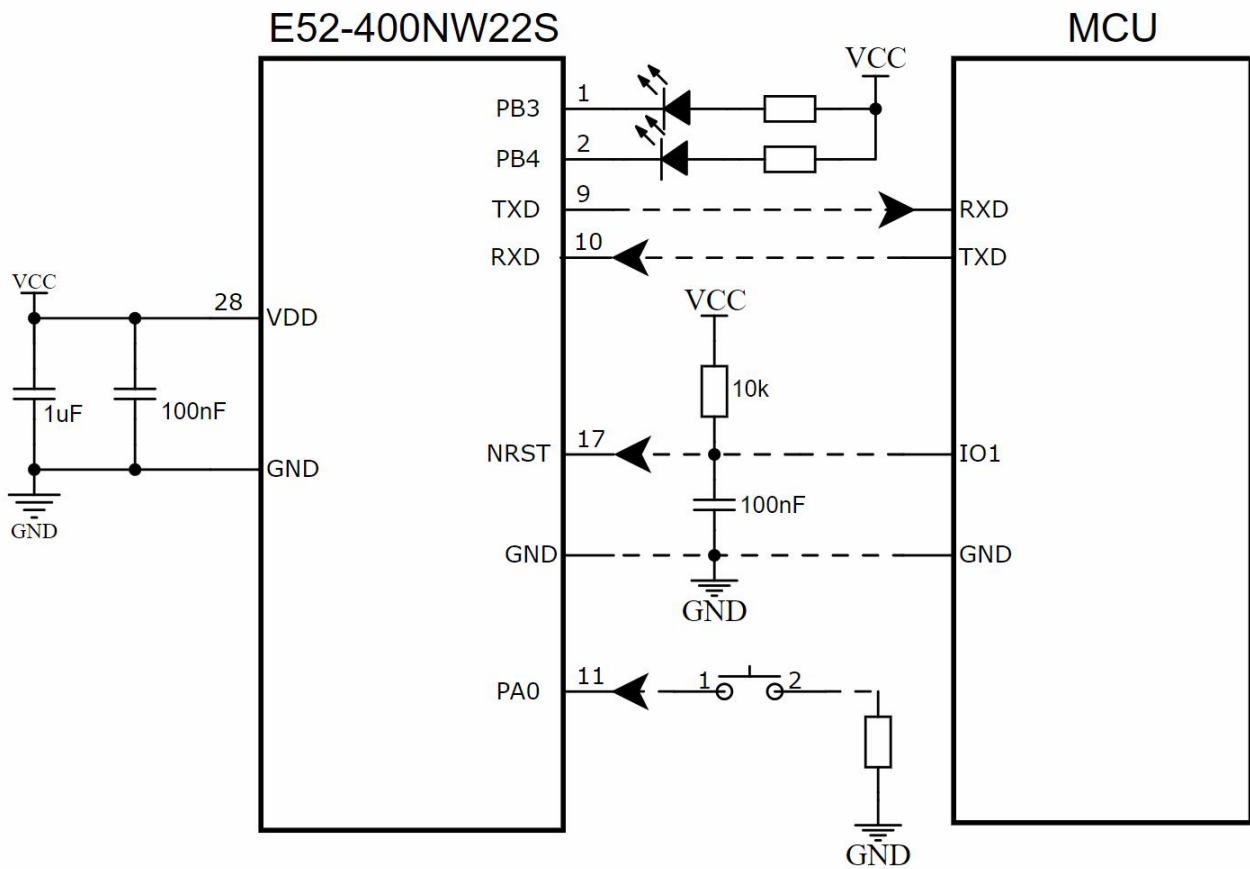 E52-400NW22S
MCU
VCC
PB3 1
PB4 2
TXD 9 RXD
RXD 10 TXD
VCC
28 VDD
VCC
10k
1uF 100nF
NRST 17 IO1
GND
100nF
GND
GND GND
GND
PA0 11 1 2
GND